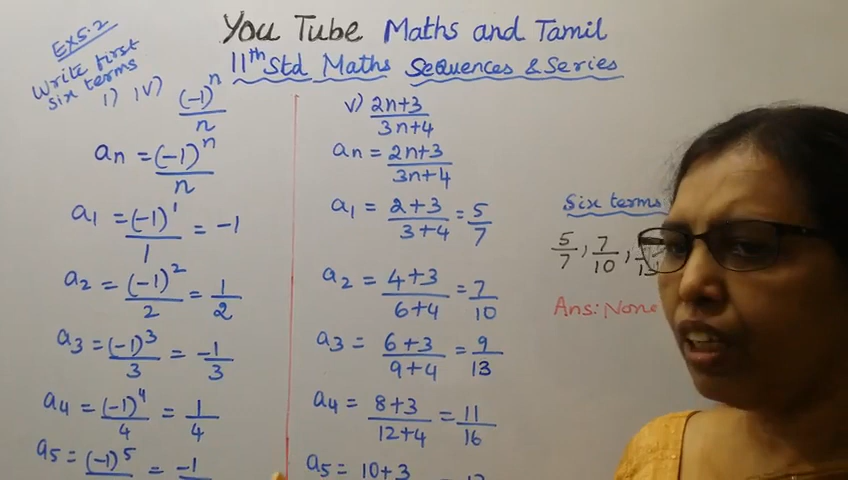 You Tube Maths and Tamil
11th Std Maths Sequences & Series
Ex 5.2
Write first
six terms
i) iv) (-1)^n / n
an = (-1)^n / n
a1 = (-1)^1 / 1 = -1
a2 = (-1)^2 / 2 = 1/2
a3 = (-1)^3 / 3 = -1/3
a4 = (-1)^4 / 4 = 1/4
a5 = (-1)^5 = -1
v) 2n+3 / 3n+4
an = 2n+3 / 3n+4
a1 = 2+3 / 3+4 = 5/7
a2 = 4+3 / 6+4 = 7/10
a3 = 6+3 / 9+4 = 9/13
a4 = 8+3 / 12+4 = 11/16
a5 = 10+3
Six terms
5/7, 7/10,
Ans: None